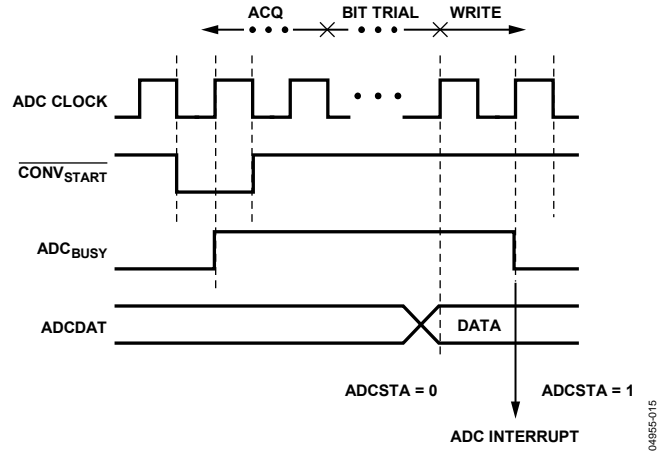 ACQ BIT TRIAL WRITE
ADC CLOCK
CONVSTART
ADCBUSY
ADCDAT
DATA
ADCSTA = 0 ADCSTA = 1
ADC INTERRUPT
04955-015